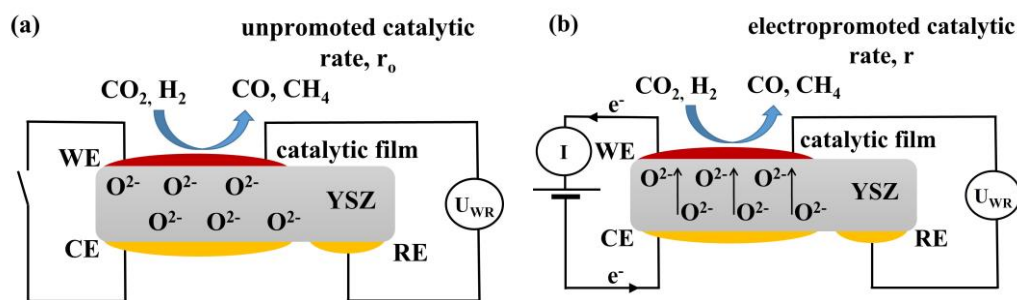 (a)
unpromoted catalytic
rate, rₒ
CO₂, H₂ CO, CH₄
WE catalytic film
O²⁻ O²⁻ O²⁻ YSZ
O²⁻ O²⁻ O²⁻
U_WR
CE RE
(b)
electropromoted catalytic
rate, r
e⁻ CO₂, H₂ CO, CH₄
I WE catalytic film
O²⁻ O²⁻ O²⁻ YSZ
O²⁻ O²⁻ O²⁻
U_WR
CE RE
e⁻